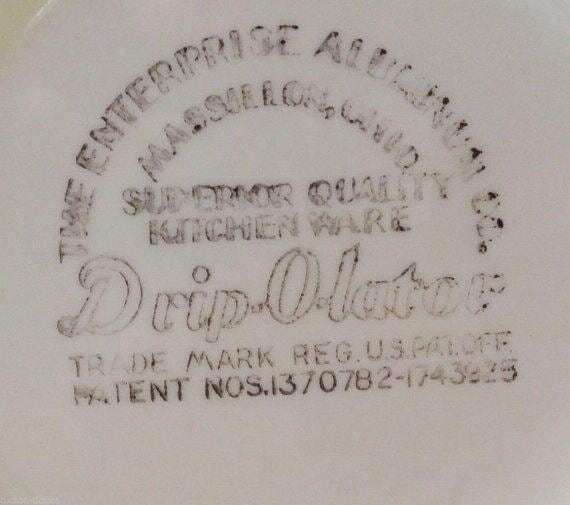 THE ENTERPRISE ALUMINUM CO.
MASSILLON, OHIO
SUPERIOR QUALITY
KITCHEN WARE
Drip-O-lator
TRADE MARK REG. U.S. PAT. OFF.
PATENT NOS. 1370782-1743925